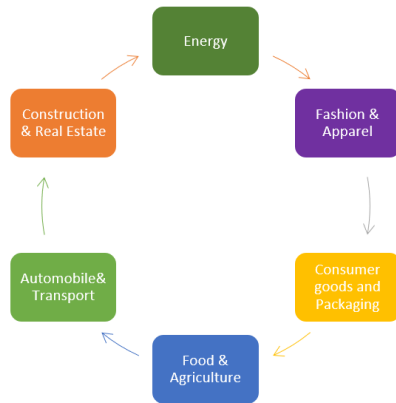 Energy
Fashion &
Apparel
Consumer
goods and
Packaging
Food &
Agriculture
Automobile&
Transport
Construction
& Real Estate